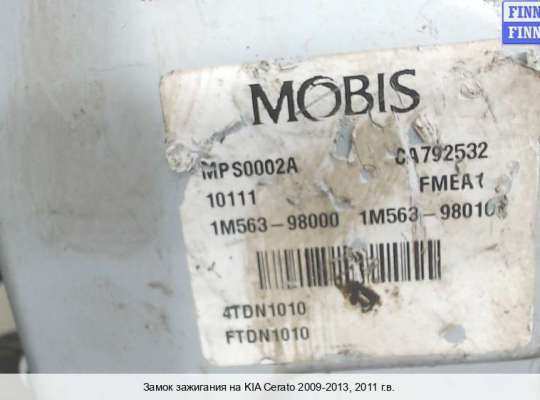 FINN
FINN
MOBIS
MPS0002A CA792532
10111 FMEA1
1M563-98000 1M563-98010
4TDN1010
FTDN1010
Замок зажигания на KIA Cerato 2009-2013, 2011 г.в.